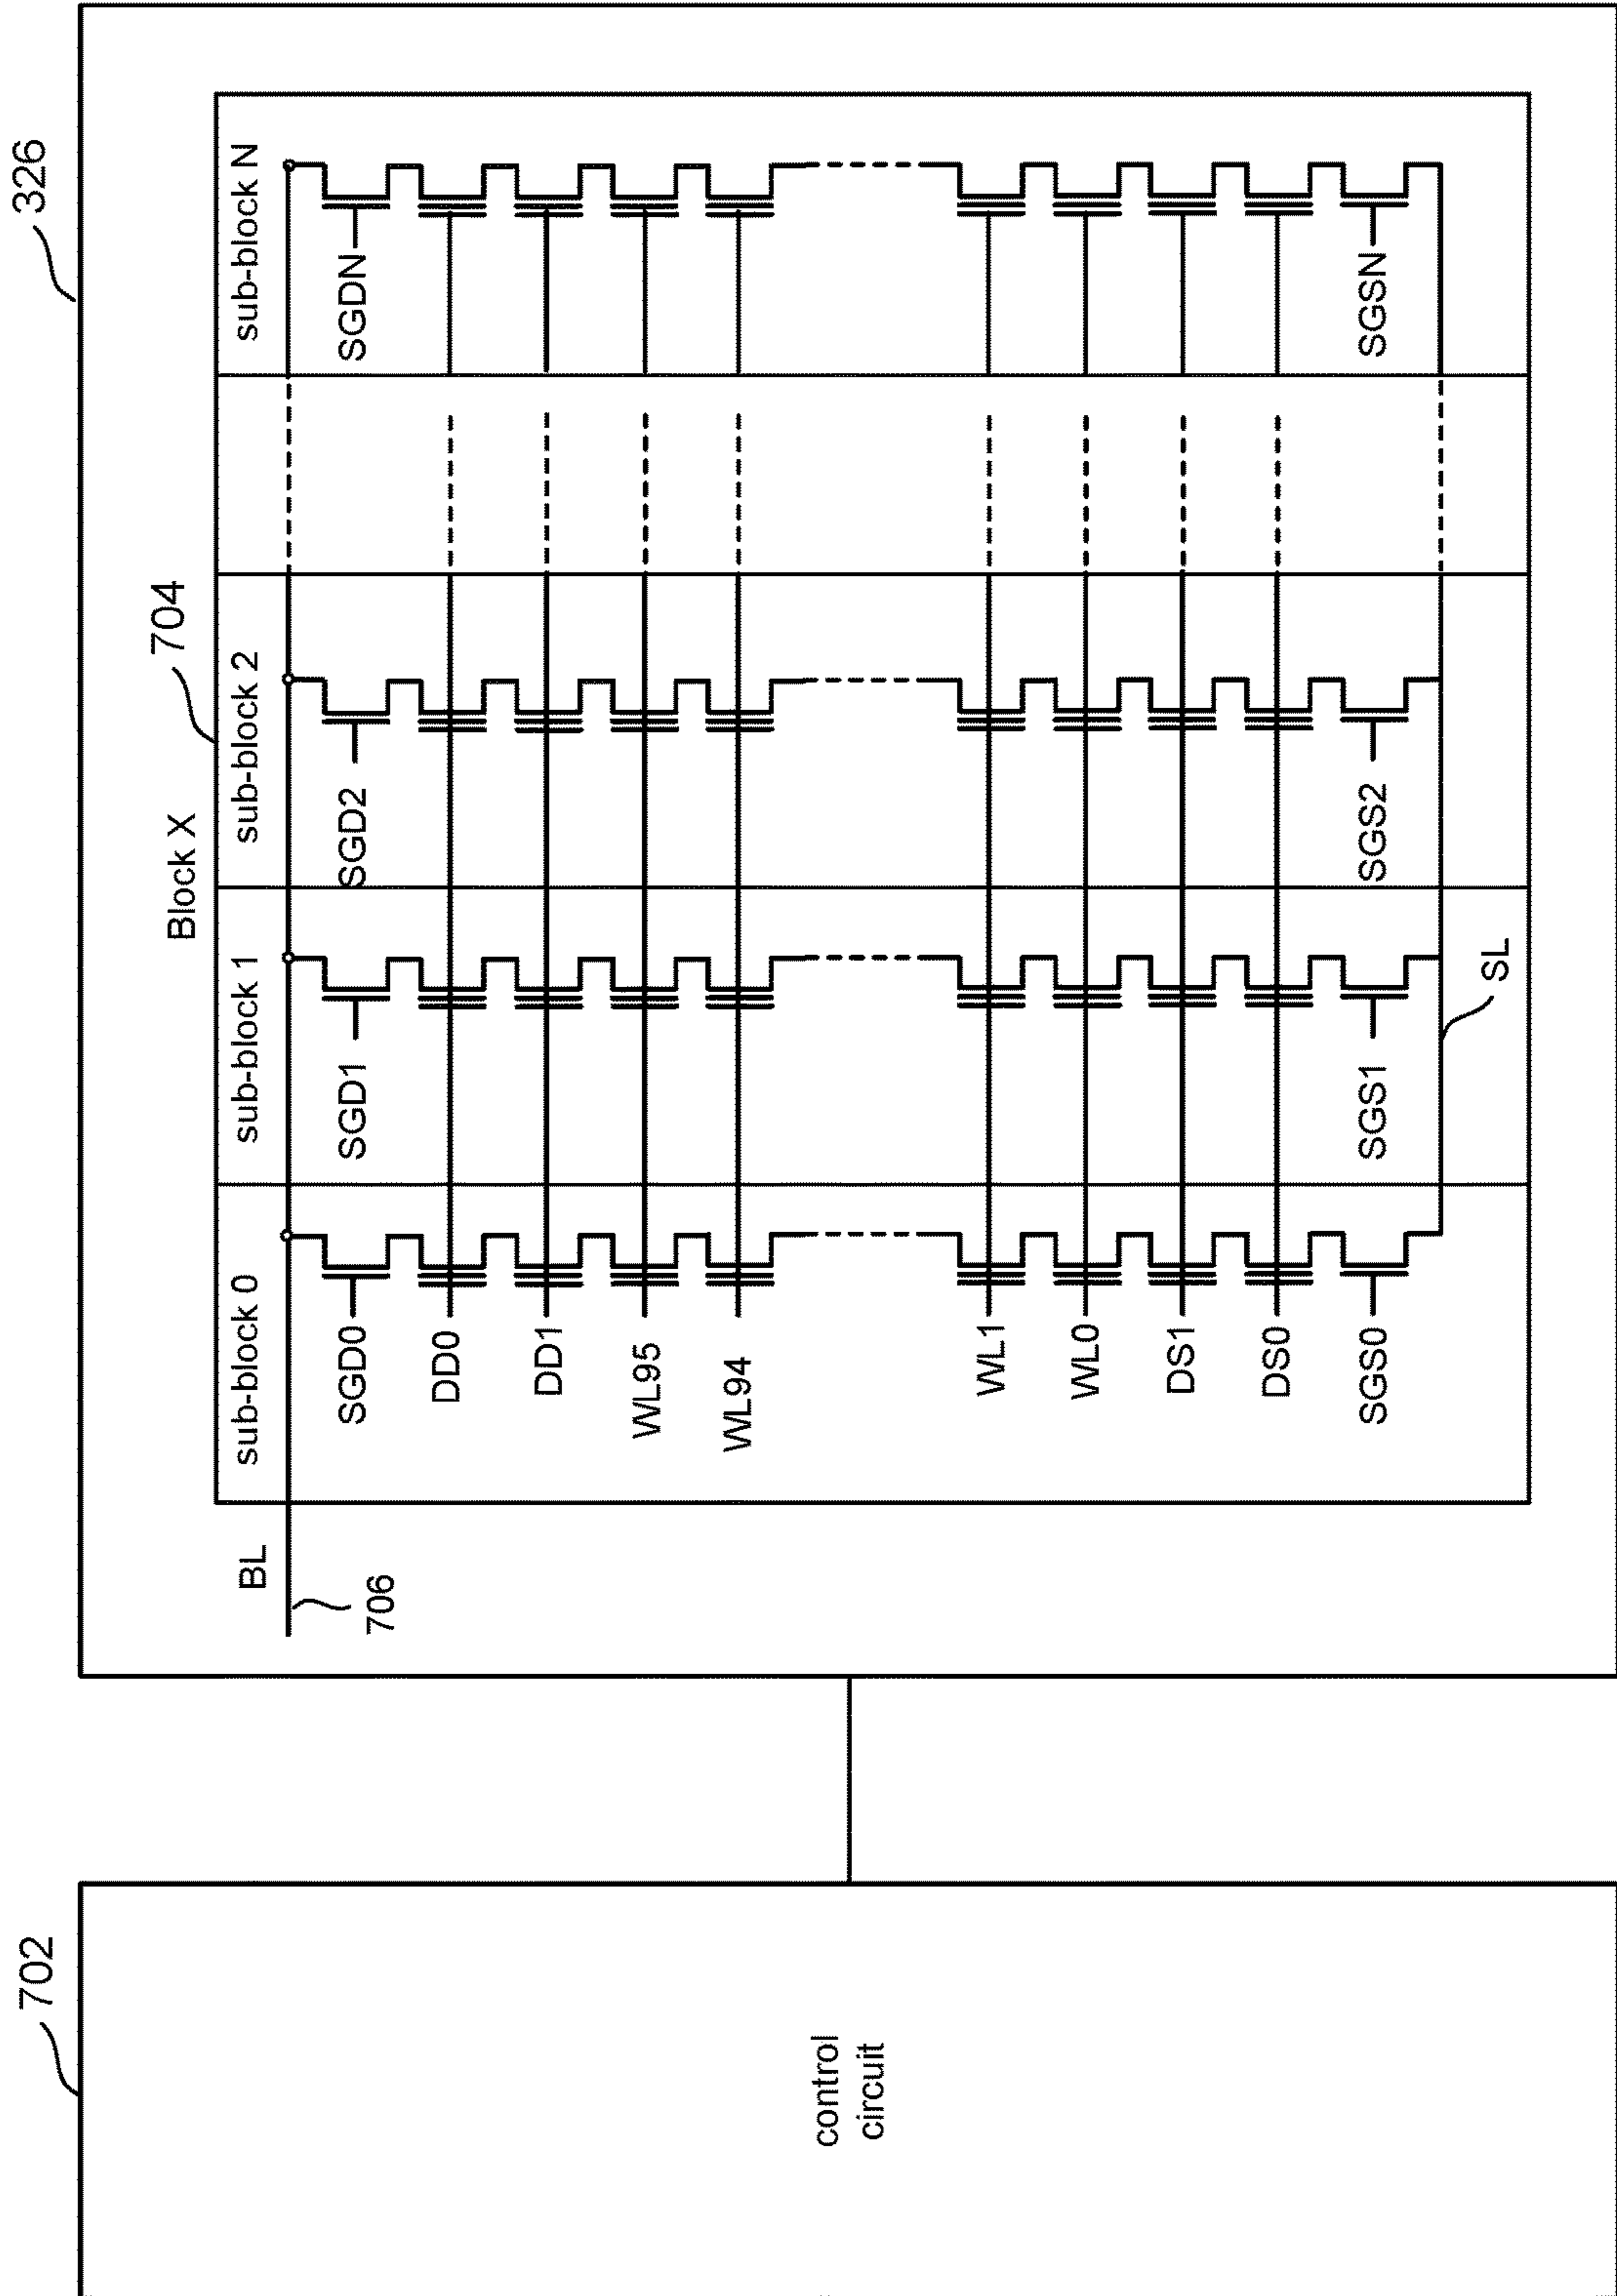 702
control
circuit
326
Block X
704
sub-block 0
sub-block 1
sub-block 2
sub-block N
BL
706
SGD0
SGD1
SGD2
SGDN
DD0
DD1
WL95
WL94
WL1
WL0
DS1
DS0
SGS0
SGS1
SGS2
SGSN
SL